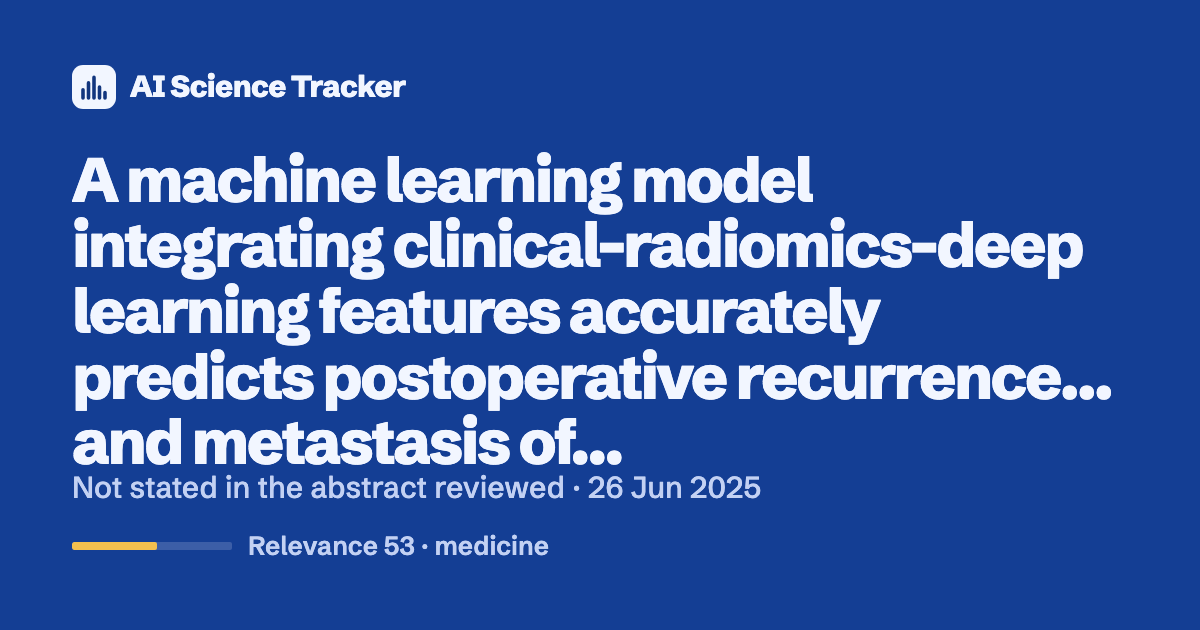 AI Science Tracker
A machine learning model
integrating clinical-radiomics-deep
learning features accurately
predicts postoperative recurrence...
and metastasis of...
Not stated in the abstract reviewed · 26 Jun 2025
Relevance 53 · medicine